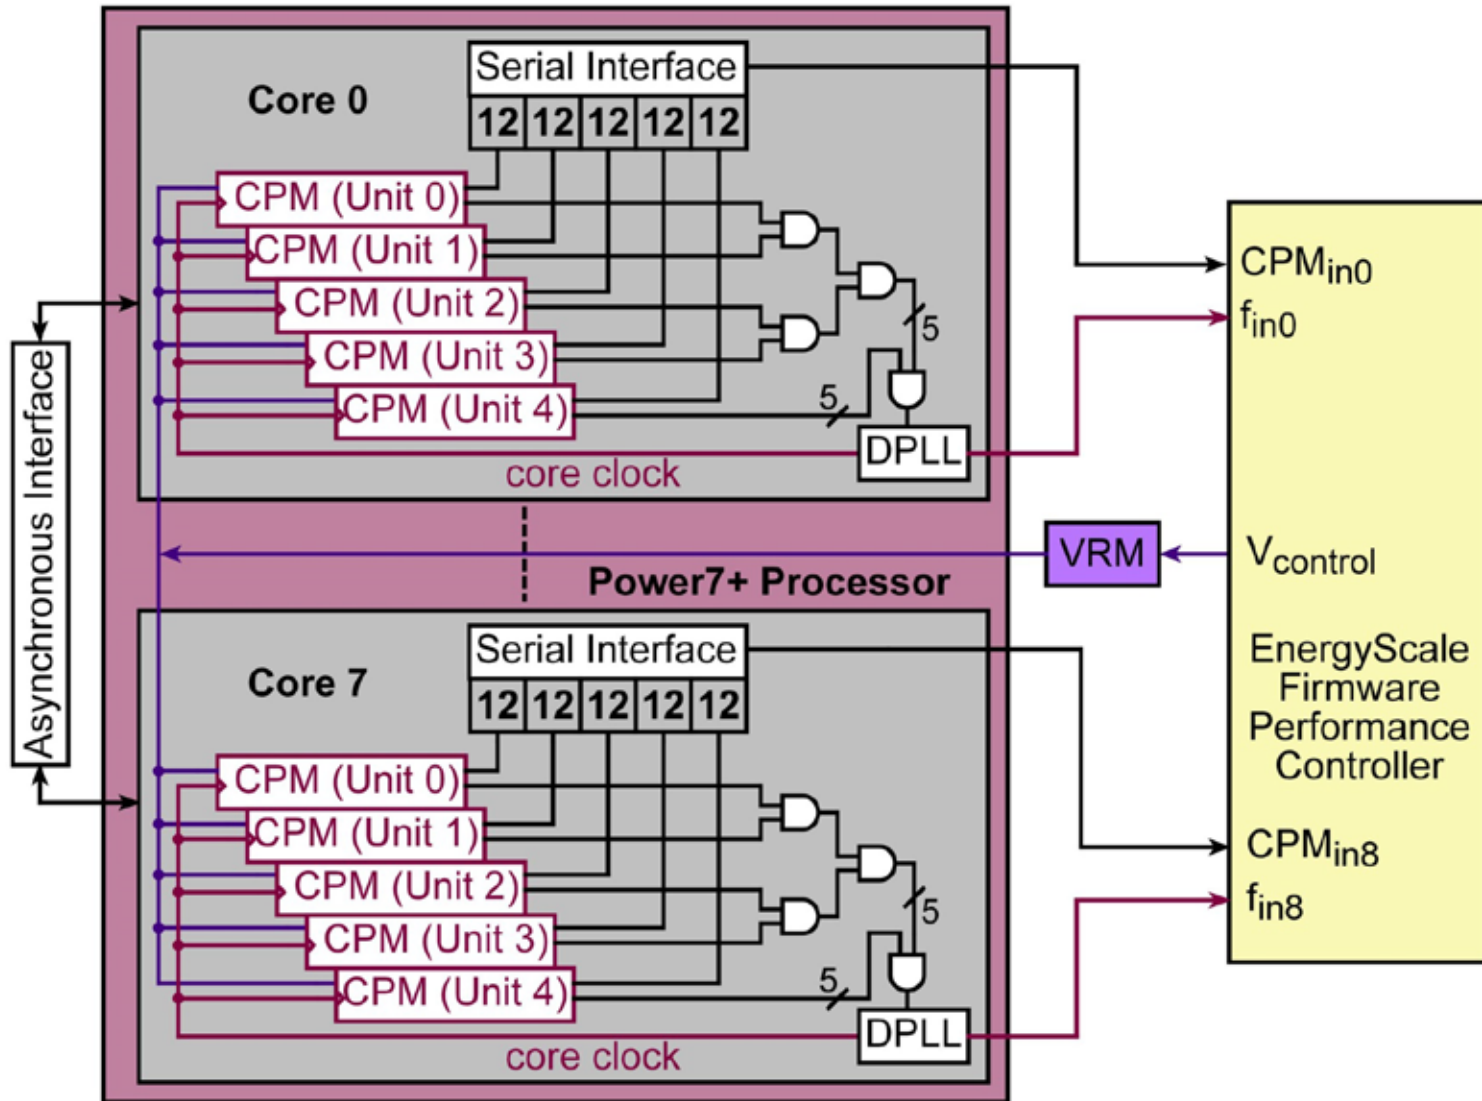 Serial Interface
Core 0
12 12 12 12 12
CPM (Unit 0)
CPM (Unit 1)
CPM (Unit 2)
CPM (Unit 3)
CPM (Unit 4)
5
5
DPLL
core clock
CPMin0
fin0
Asynchronous Interface
VRM
Vcontrol
Power7+ Processor
EnergyScale
Firmware
Performance
Controller
Serial Interface
Core 7
12 12 12 12 12
CPM (Unit 0)
CPM (Unit 1)
CPM (Unit 2)
CPM (Unit 3)
CPM (Unit 4)
5
5
DPLL
core clock
CPMin8
fin8